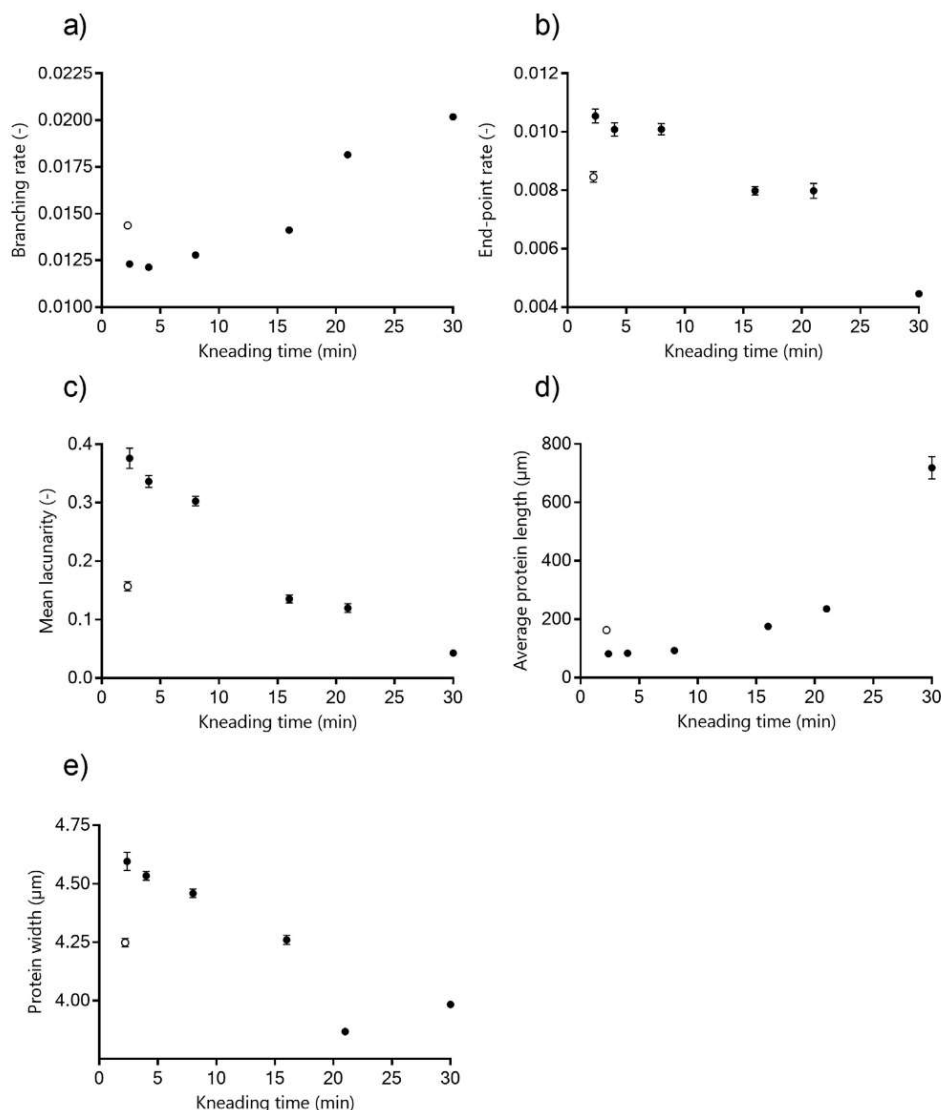 a)
0.0225
0.0200
0.0175
0.0150
0.0125
0.0100
Branching rate (-)
0 5 10 15 20 25 30
Kneading time (min)
b)
0.012
0.010
0.008
0.006
0.004
End-point rate (-)
0 5 10 15 20 25 30
Kneading time (min)
c)
0.4
0.3
0.2
0.1
0.0
Mean lacunarity (-)
0 5 10 15 20 25 30
Kneading time (min)
d)
800
600
400
200
0
Average protein length (µm)
0 5 10 15 20 25 30
Kneading time (min)
e)
4.75
4.50
4.25
4.00
Protein width (µm)
0 5 10 15 20 25 30
Kneading time (min)